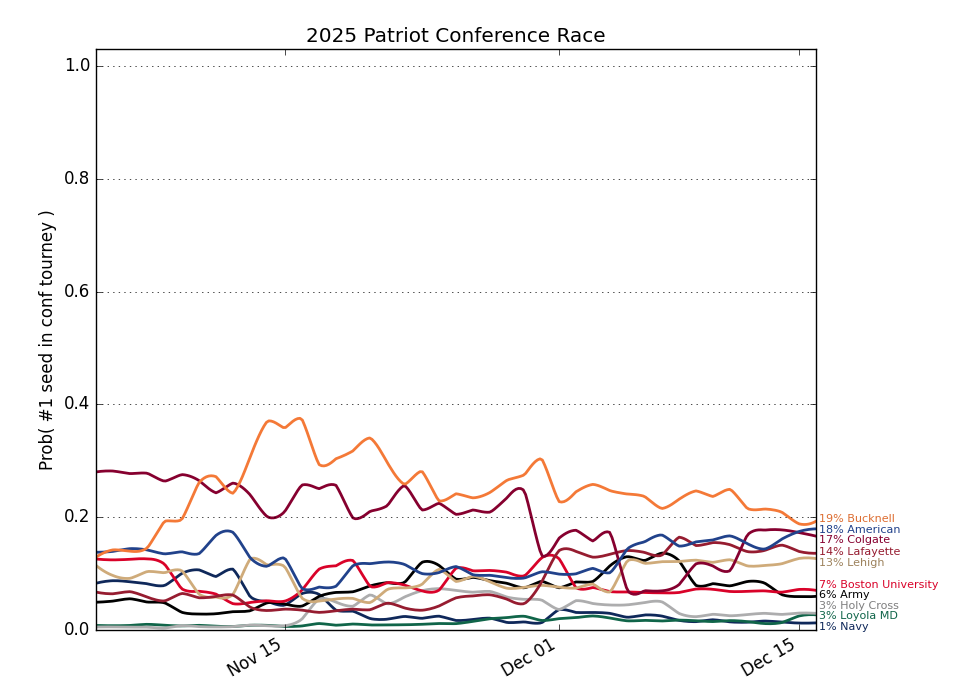 2025 Patriot Conference Race
Prob( #1 seed in conf tourney )
1.0
0.8
0.6
0.4
0.2
0.0
Nov 15
Dec 01
Dec 15
19% Bucknell
18% American
17% Colgate
14% Lafayette
13% Lehigh
7% Boston University
6% Army
3% Holy Cross
3% Loyola MD
1% Navy